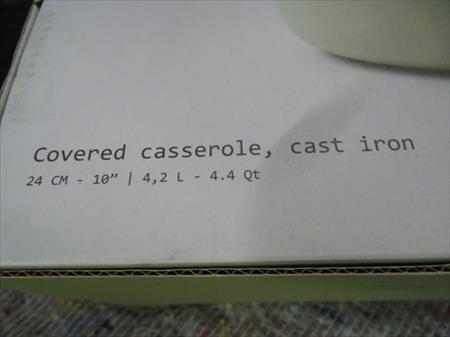 Covered casserole, cast iron
24 CM - 10” | 4,2 L - 4.4 Qt